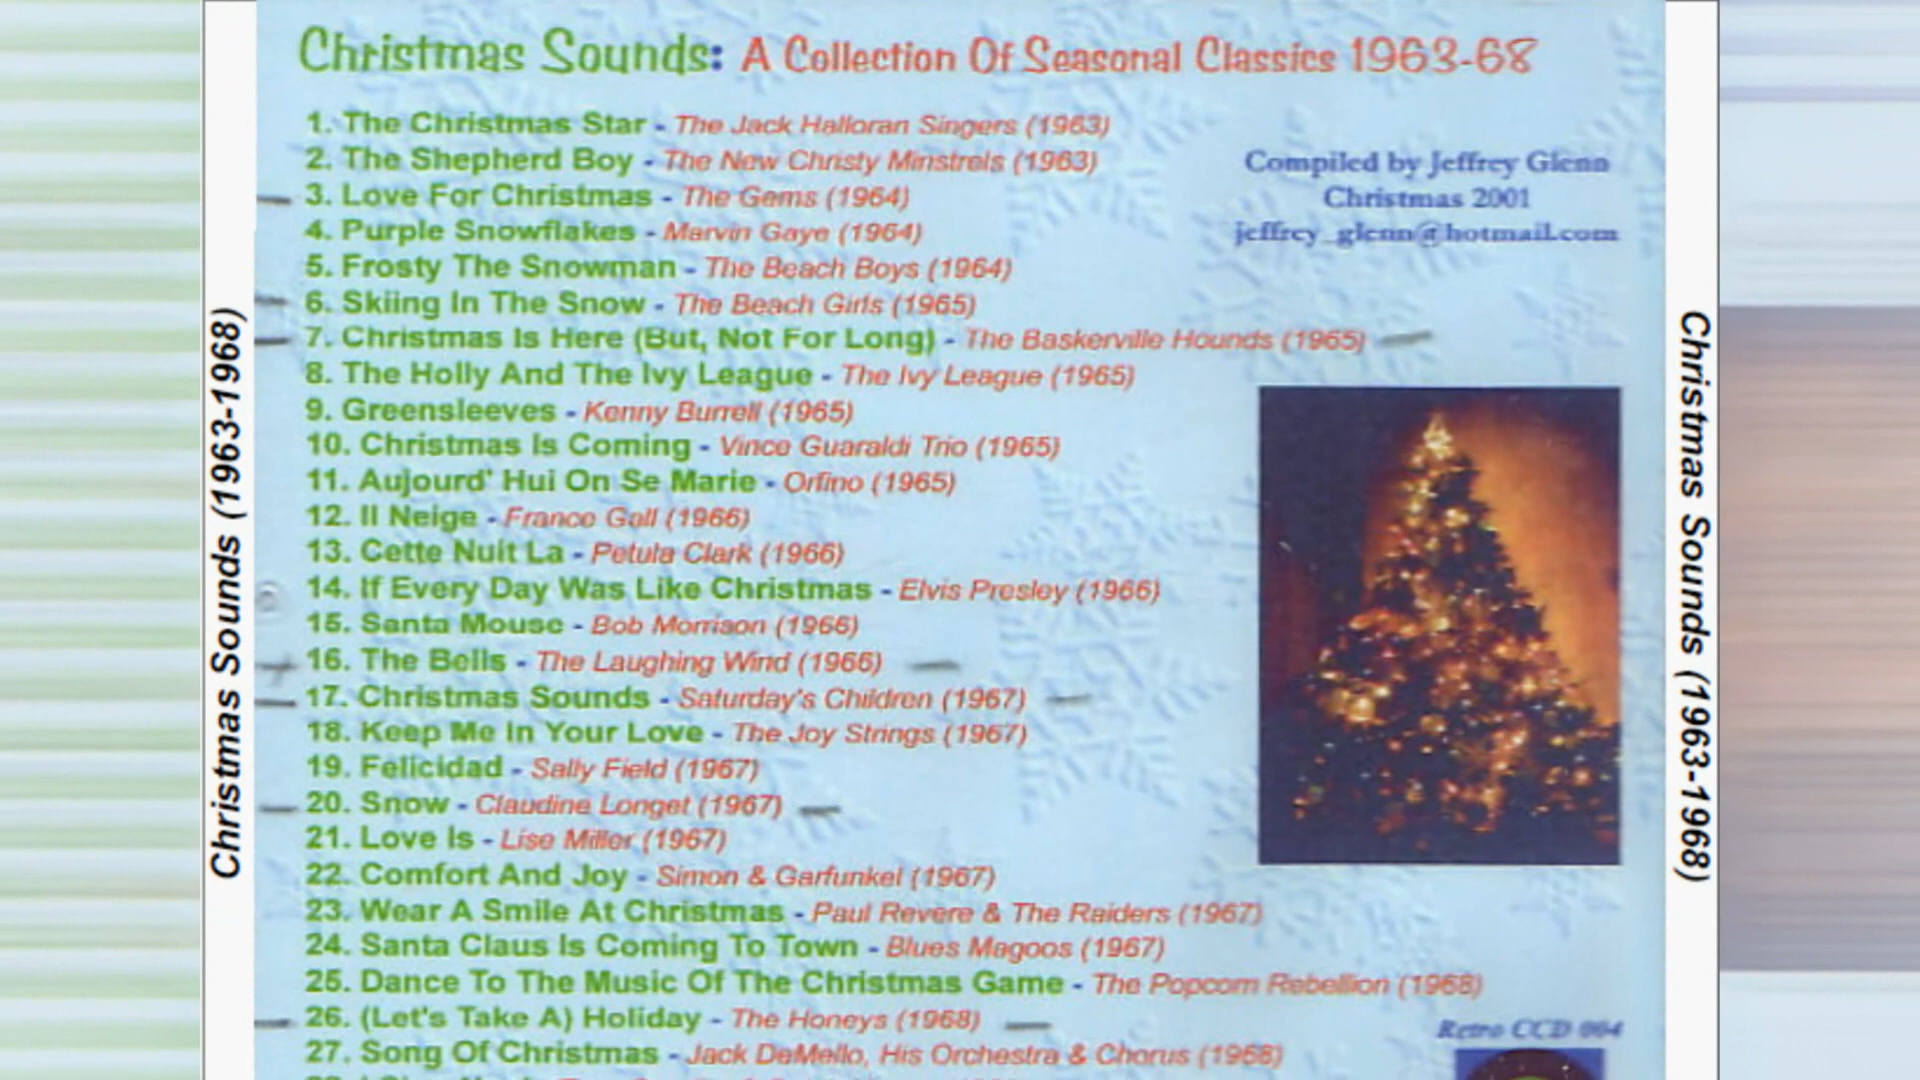 Christmas Sounds: A Collection Of Seasonal Classics 1963-68
1. The Christmas Star - The Jack Halloran Singers (1963)
2. The Shepherd Boy - The New Christy Minstrels (1963)
3. Love For Christmas - The Gems (1964)
4. Purple Snowflakes - Marvin Gaye (1964)
5. Frosty The Snowman - The Beach Boys (1964)
6. Skiing In The Snow - The Beach Girls (1965)
7. Christmas Is Here (But, Not For Long) - The Baskerville Hounds (1965)
8. The Holly And The Ivy League - The Ivy League (1965)
9. Greensleeves - Kenny Burrell (1965)
10. Christmas Is Coming - Vince Guaraldi Trio (1965)
11. Aujourd' Hui On Se Marie - Orfino (1965)
12. Il Neige - France Gall (1966)
13. Cette Nuit La - Petula Clark (1966)
14. If Every Day Was Like Christmas - Elvis Presley (1966)
15. Santa Mouse - Bob Morrison (1966)
16. The Bells - The Laughing Wind (1966)
17. Christmas Sounds - Saturday's Children (1967)
18. Keep Me In Your Love - The Joy Strings (1967)
19. Felicidad - Sally Field (1967)
20. Snow - Claudine Longet (1967)
21. Love Is - Lise Miller (1967)
22. Comfort And Joy - Simon & Garfunkel (1967)
23. Wear A Smile At Christmas - Paul Revere & The Raiders (1967)
24. Santa Claus Is Coming To Town - Blues Magoos (1967)
25. Dance To The Music Of The Christmas Game - The Popcorn Rebellion (1968)
26. (Let's Take A) Holiday - The Honeys (1968)
27. Song Of Christmas - Jack DeMello, His Orchestra & Chorus (1968)
Compiled by Jeffrey Glenn
Christmas 2001
jeffrey_glenn@hotmail.com
Retro CCD 004
Christmas Sounds (1963-1968)
Christmas Sounds (1963-1968)